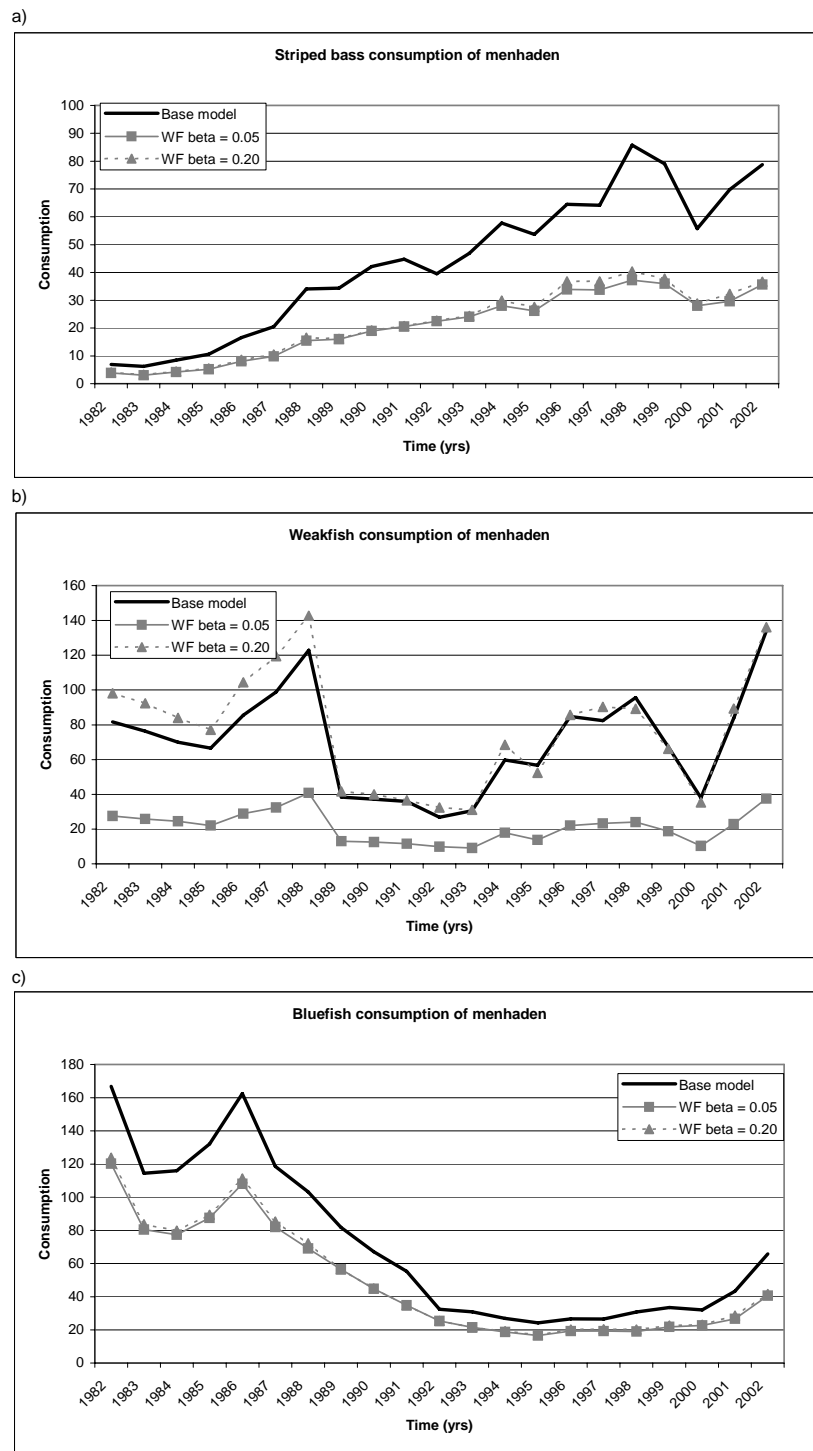 a)
Striped bass consumption of menhaden
100
90
80
70
60
50
40
30
20
10
0
Consumption
Base model
WF beta = 0.05
WF beta = 0.20
1982 1983 1984 1985 1986 1987 1988 1989 1990 1991 1992 1993 1994 1995 1996 1997 1998 1999 2000 2001 2002
Time (yrs)
b)
Weakfish consumption of menhaden
160
140
120
100
80
60
40
20
0
Consumption
Base model
WF beta = 0.05
WF beta = 0.20
1982 1983 1984 1985 1986 1987 1988 1989 1990 1991 1992 1993 1994 1995 1996 1997 1998 1999 2000 2001 2002
Time (yrs)
c)
Bluefish consumption of menhaden
180
160
140
120
100
80
60
40
20
0
Consumption
Base model
WF beta = 0.05
WF beta = 0.20
1982 1983 1984 1985 1986 1987 1988 1989 1990 1991 1992 1993 1994 1995 1996 1997 1998 1999 2000 2001 2002
Time (yrs)